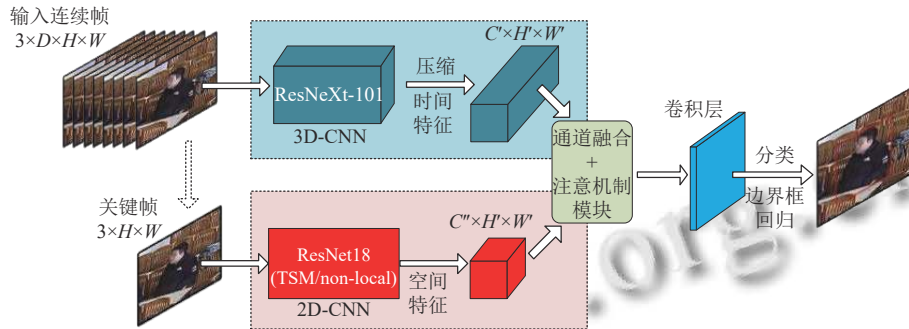 输入连续帧
3×D×H×W
ResNeXt-101
3D-CNN
压缩
时间
特征
C'×H'×W'
关键帧
3×H×W
ResNet18
(TSM/non-local)
2D-CNN
空间
特征
C″×H'×W'
通道融合
+
注意机制
模块
卷积层
分类
边界框
回归
.org.